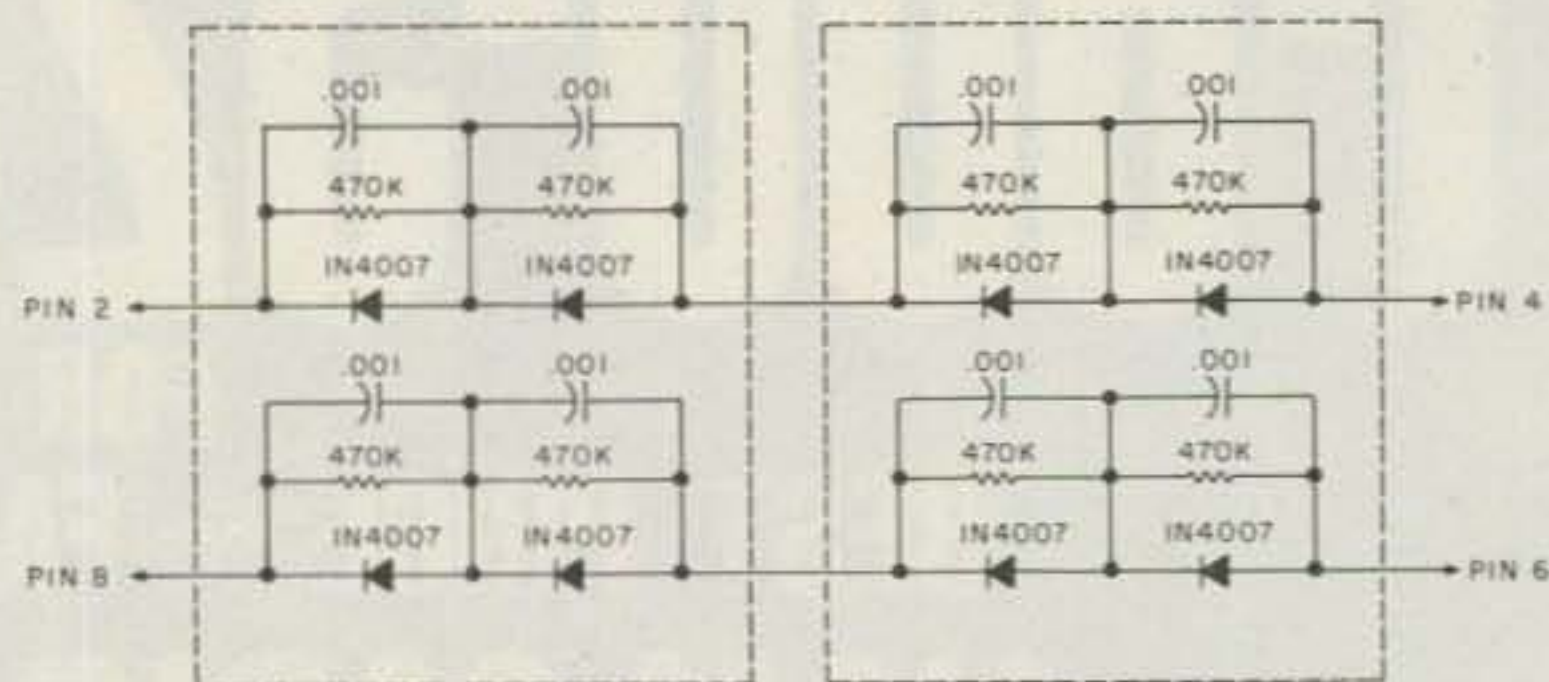 .001 .001 .001 .001
470K 470K 470K 470K
IN4007 IN4007 IN4007 IN4007
PIN 2 PIN 4
.001 .001 .001 .001
470K 470K 470K 470K
IN4007 IN4007 IN4007 IN4007
PIN 8 PIN 6